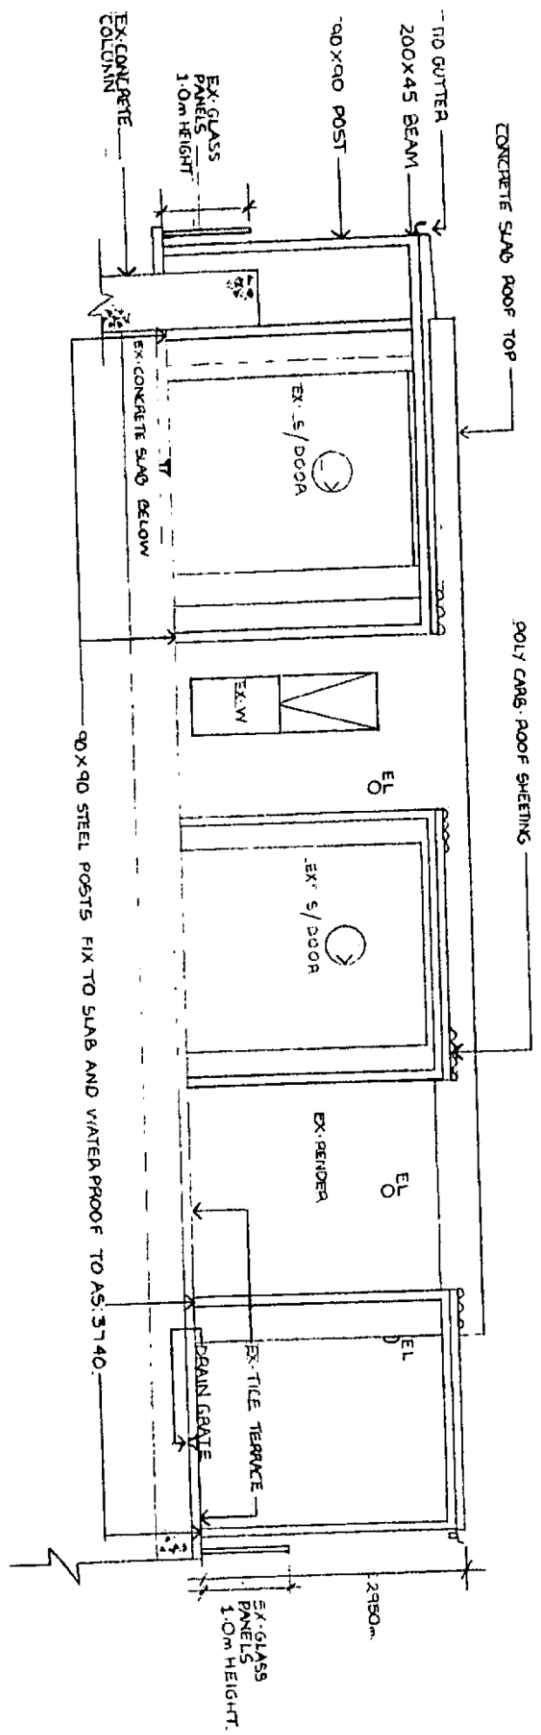 CONCRETE SLAB ROOF TOP
POLY CARB. ROOF SHEETING
GUTTER
200X45 BEAM
90X90 POST
EX. GLASS
PANELS
1.0m HEIGHT
EX. CONCRETE
COLUMN
EX. S/DOOR
EX. CONCRETE SLAB BELOW
EX. W
EL
EX. S/DOOR
EX. RENDER
EL
EL
EX. TILE TERRACE
DRAIN GRATE
90X90 STEEL POSTS FIX TO SLAB AND WATERPROOF TO AS.3740.
2950m.
EX. GLASS
PANELS
1.0m HEIGHT.